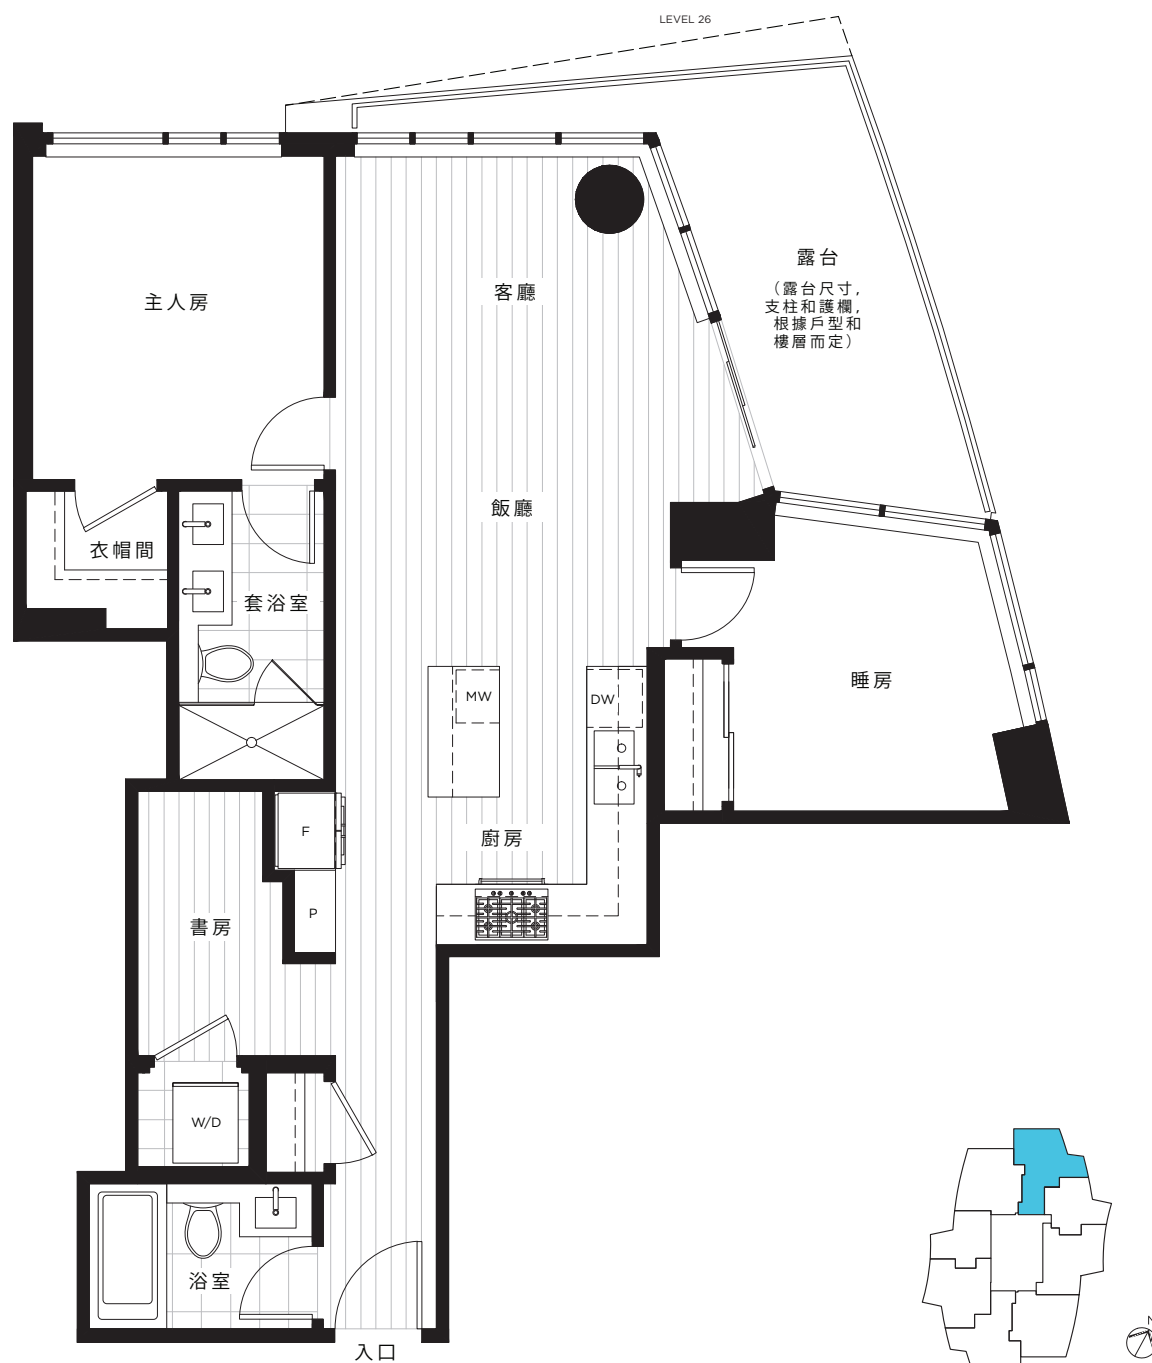 LEVEL 26
露台
（露台尺寸，
支柱和護欄，
根據戶型和
樓層而定）
客廳
主人房
飯廳
衣帽間
套浴室
睡房
MW
DW
F
廚房
P
書房
W/D
浴室
入口
N